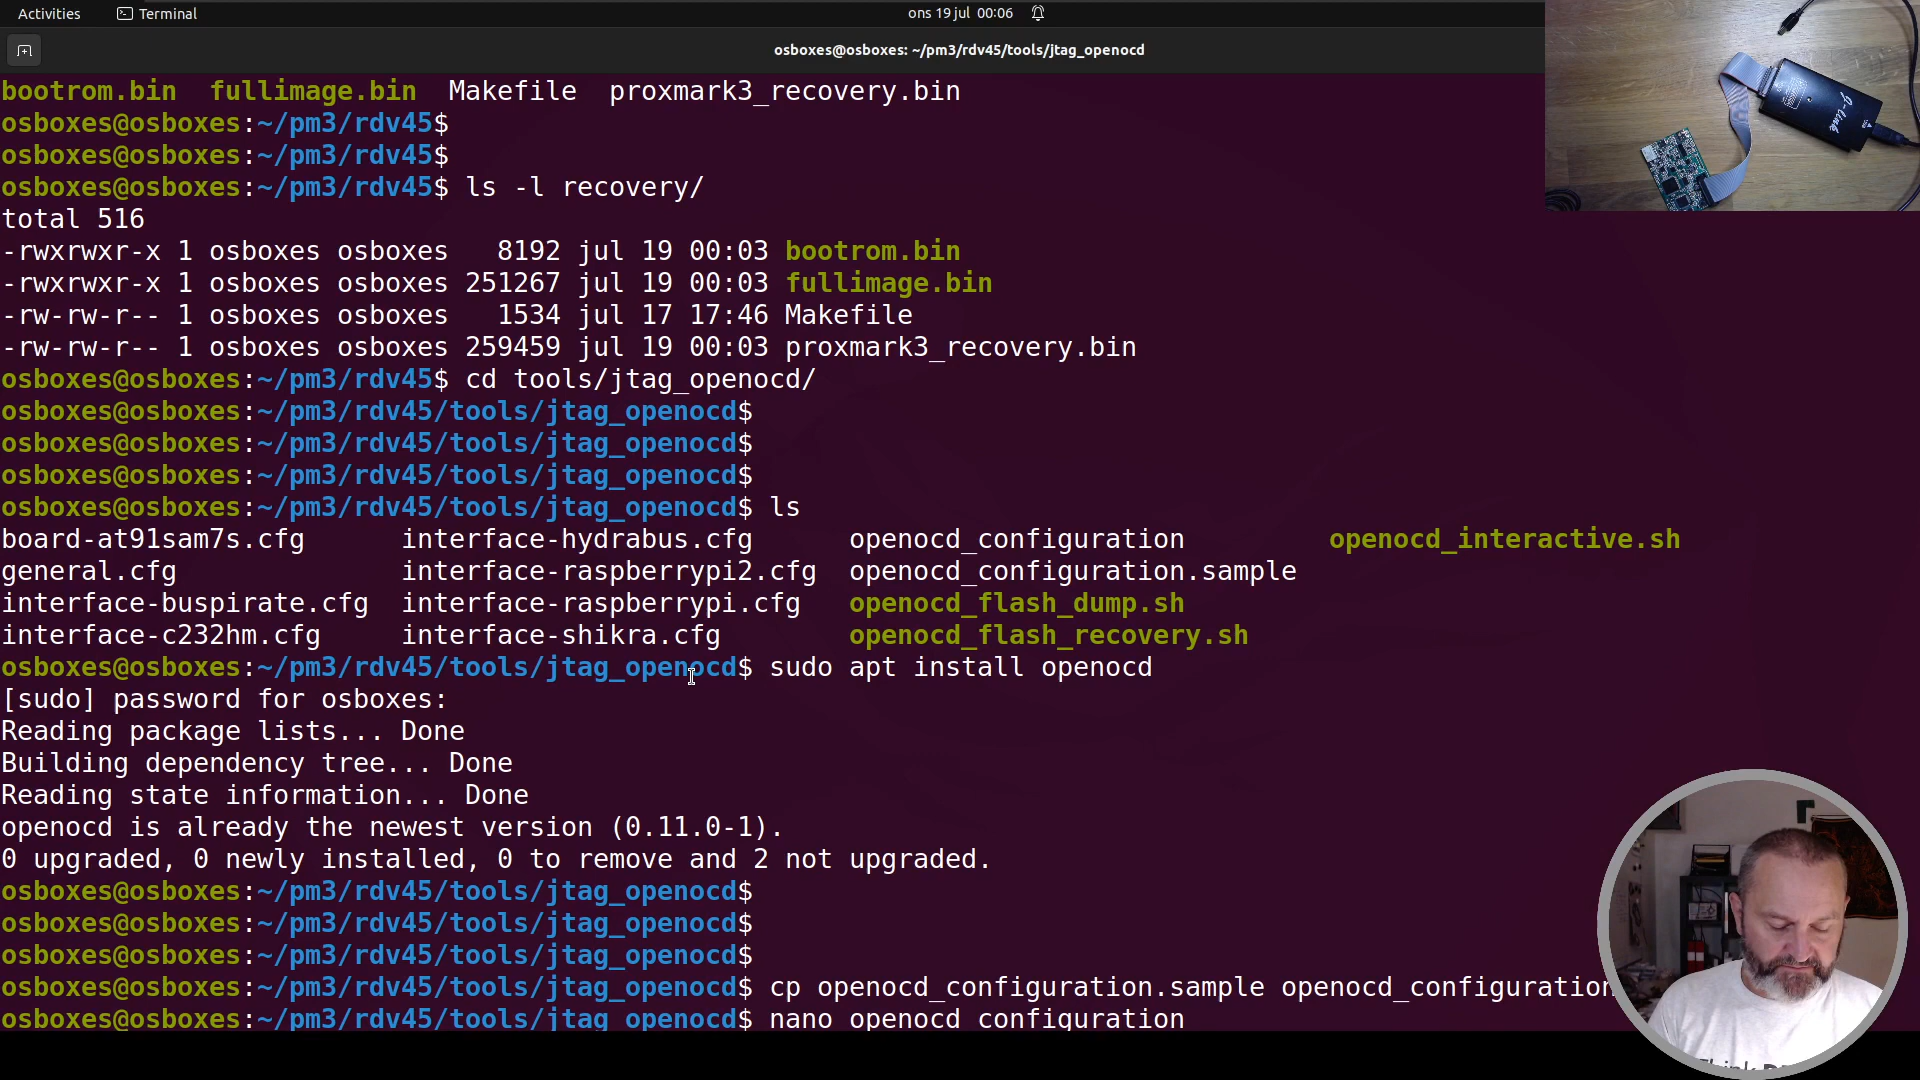 Activities Terminal ons 19 jul 00:06
osboxes@osboxes: ~/pm3/rdv45/tools/jtag_openocd
bootrom.bin fullimage.bin Makefile proxmark3_recovery.bin
osboxes@osboxes:~/pm3/rdv45$
osboxes@osboxes:~/pm3/rdv45$
osboxes@osboxes:~/pm3/rdv45$ ls -l recovery/
total 516
-rwxrwxr-x 1 osboxes osboxes 8192 jul 19 00:03 bootrom.bin
-rwxrwxr-x 1 osboxes osboxes 251267 jul 19 00:03 fullimage.bin
-rw-rw-r-- 1 osboxes osboxes 1534 jul 17 17:46 Makefile
-rw-rw-r-- 1 osboxes osboxes 259459 jul 19 00:03 proxmark3_recovery.bin
osboxes@osboxes:~/pm3/rdv45$ cd tools/jtag_openocd/
osboxes@osboxes:~/pm3/rdv45/tools/jtag_openocd$
osboxes@osboxes:~/pm3/rdv45/tools/jtag_openocd$
osboxes@osboxes:~/pm3/rdv45/tools/jtag_openocd$
osboxes@osboxes:~/pm3/rdv45/tools/jtag_openocd$ ls
board-at91sam7s.cfg interface-hydrabus.cfg openocd_configuration openocd_interactive.sh
general.cfg interface-raspberrypi2.cfg openocd_configuration.sample
interface-buspirate.cfg interface-raspberrypi.cfg openocd_flash_dump.sh
interface-c232hm.cfg interface-shikra.cfg openocd_flash_recovery.sh
osboxes@osboxes:~/pm3/rdv45/tools/jtag_openocd$ sudo apt install openocd
[sudo] password for osboxes:
Reading package lists... Done
Building dependency tree... Done
Reading state information... Done
openocd is already the newest version (0.11.0-1).
0 upgraded, 0 newly installed, 0 to remove and 2 not upgraded.
osboxes@osboxes:~/pm3/rdv45/tools/jtag_openocd$
osboxes@osboxes:~/pm3/rdv45/tools/jtag_openocd$
osboxes@osboxes:~/pm3/rdv45/tools/jtag_openocd$
osboxes@osboxes:~/pm3/rdv45/tools/jtag_openocd$ cp openocd_configuration.sample openocd_configuration
osboxes@osboxes:~/pm3/rdv45/tools/jtag_openocd$ nano openocd_configuration
J-Link